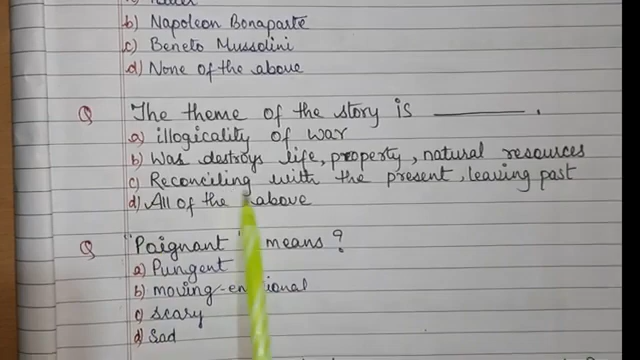 b) Napoleon Bonaparte
c) Beneto Mussolini
d) None of the above
Q The theme of the story is ______ .
a) illogicality of war
b) Was destroys life, property, natural resources
c) Reconciling with the present, leaving past
d) All of the above
Q "Poignant" means?
a) Pungent
b) moving-emotional
c) scary
d) Sad